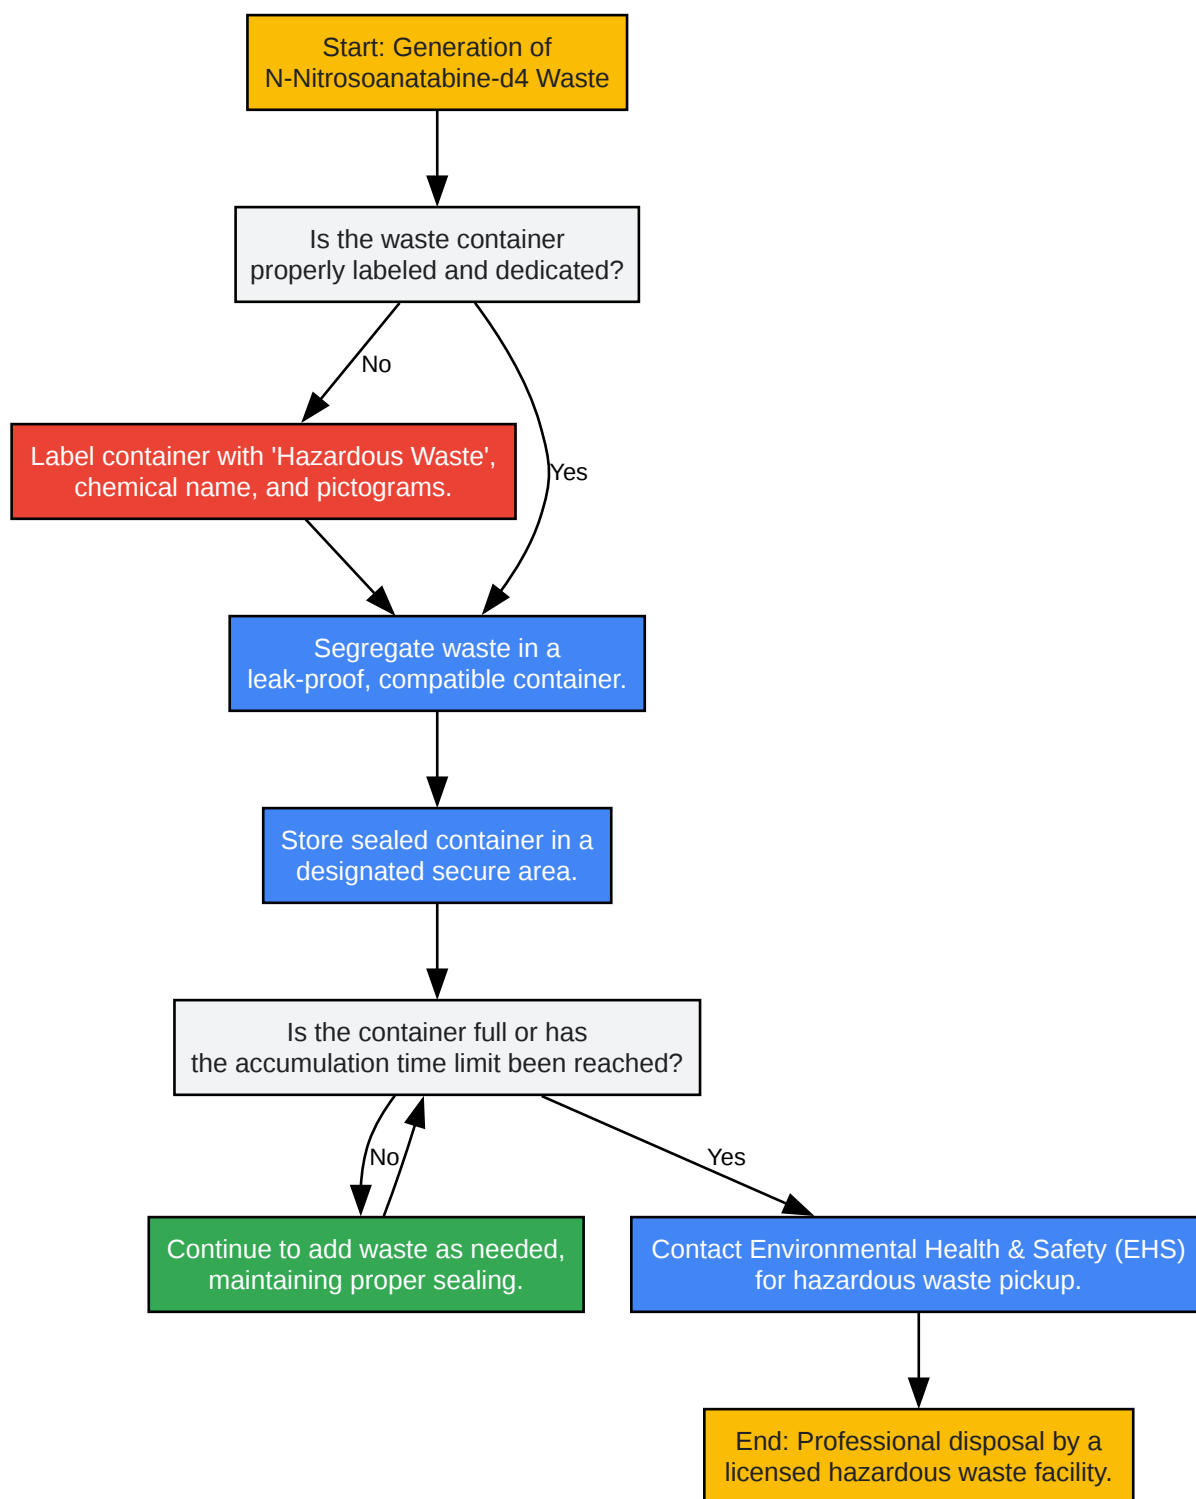 Start: Generation of
N-Nitrosoanatabine-d4 Waste
Is the waste container
properly labeled and dedicated?
No
Yes
Label container with 'Hazardous Waste',
chemical name, and pictograms.
Segregate waste in a
leak-proof, compatible container.
Store sealed container in a
designated secure area.
Is the container full or has
the accumulation time limit been reached?
No
Yes
Continue to add waste as needed,
maintaining proper sealing.
Contact Environmental Health & Safety (EHS)
for hazardous waste pickup.
End: Professional disposal by a
licensed hazardous waste facility.